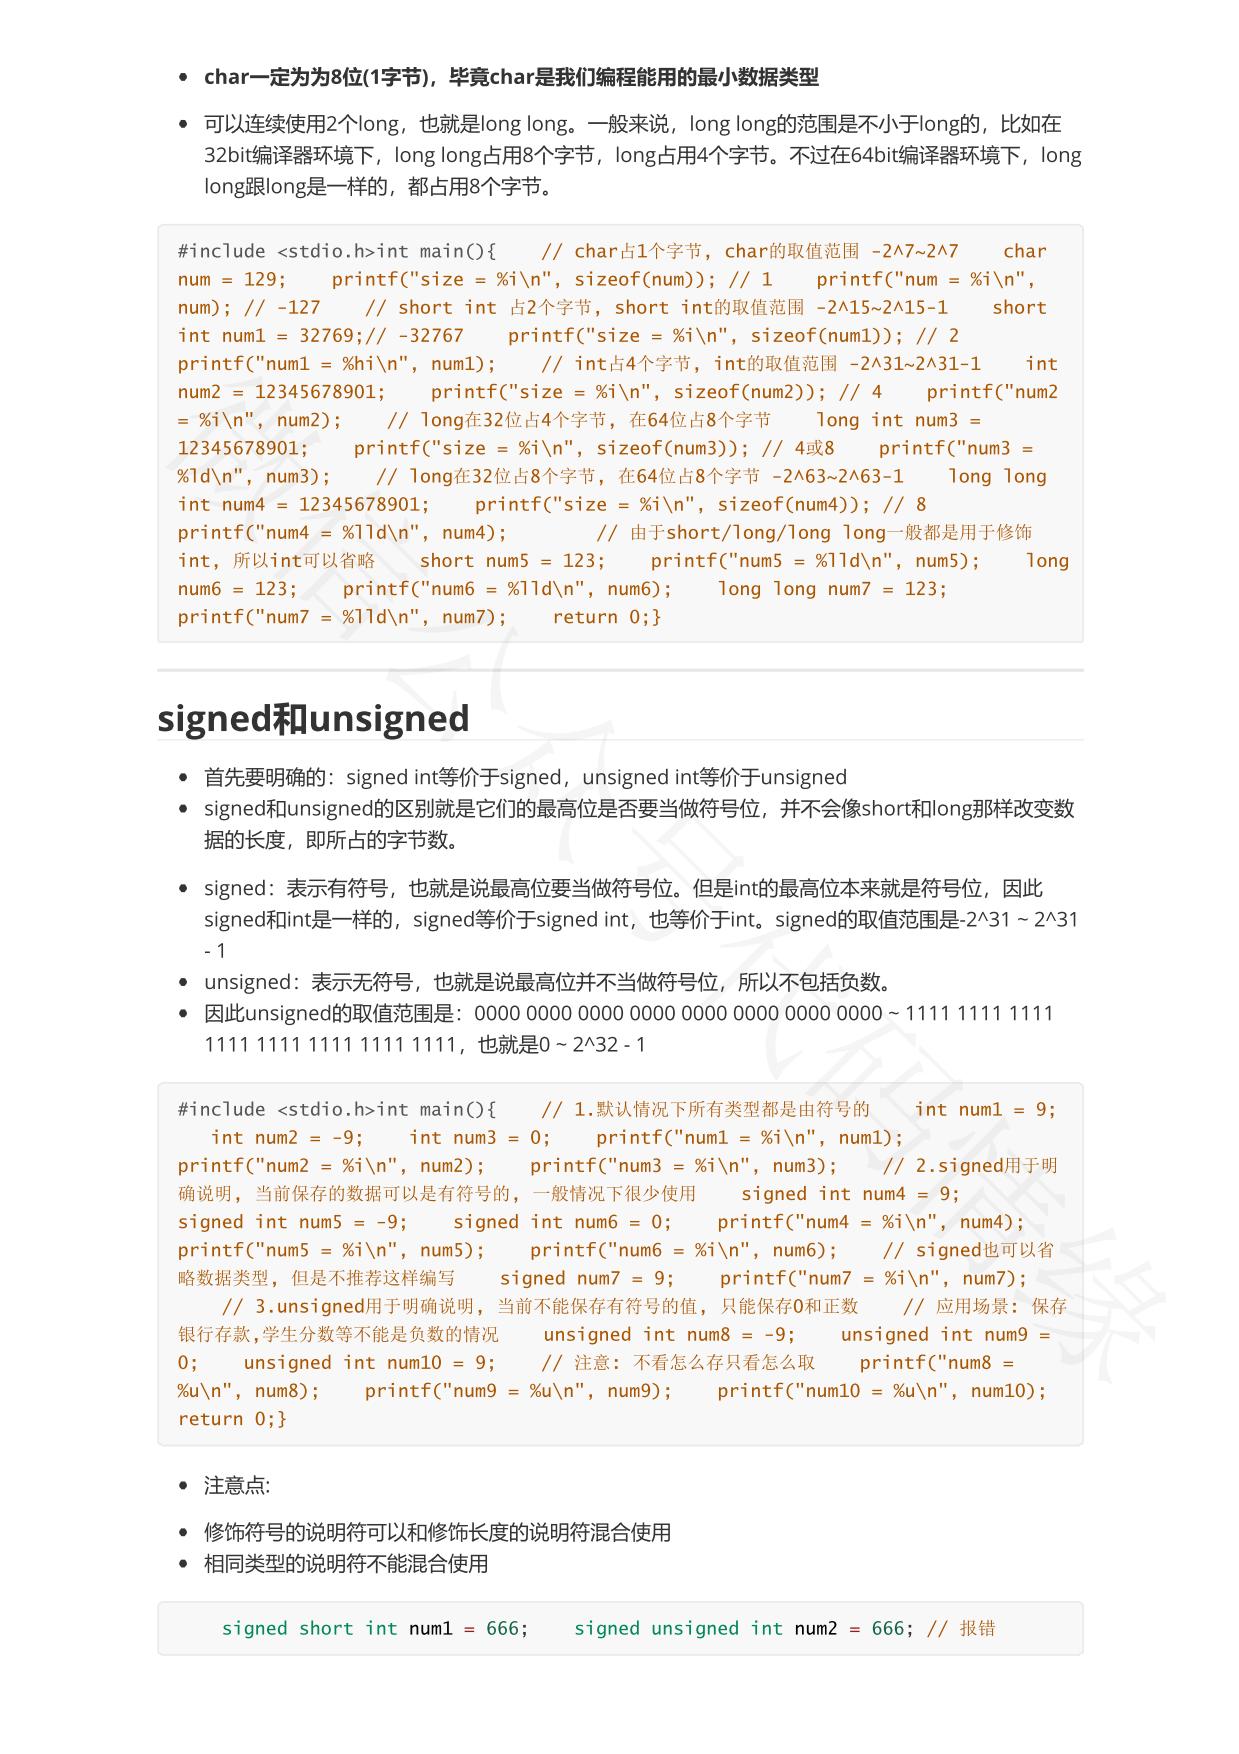 char一定为为8位(1字节)，毕竟char是我们编程能用的最小数据类型
可以连续使用2个long，也就是long long。一般来说，long long的范围是不小于long的，比如在
32bit编译器环境下，long long占用8个字节，long占用4个字节。不过在64bit编译器环境下，long
long跟long是一样的，都占用8个字节。
#include <stdio.h>int main(){    // char占1个字节, char的取值范围 -2^7~2^7    char
num = 129;    printf("size = %i\n", sizeof(num)); // 1    printf("num = %i\n",
num); // -127    // short int 占2个字节, short int的取值范围 -2^15~2^15-1    short
int num1 = 32769;// -32767    printf("size = %i\n", sizeof(num1)); // 2
printf("num1 = %hi\n", num1);    // int占4个字节, int的取值范围 -2^31~2^31-1    int
num2 = 12345678901;    printf("size = %i\n", sizeof(num2)); // 4    printf("num2
= %i\n", num2);    // long在32位占4个字节, 在64位占8个字节    long int num3 =
12345678901;    printf("size = %i\n", sizeof(num3)); // 4或8    printf("num3 =
%ld\n", num3);    // long在32位占8个字节, 在64位占8个字节 -2^63~2^63-1    long long
int num4 = 12345678901;    printf("size = %i\n", sizeof(num4)); // 8
printf("num4 = %lld\n", num4);        // 由于short/long/long long一般都是用于修饰
int, 所以int可以省略    short num5 = 123;    printf("num5 = %lld\n", num5);    long
num6 = 123;    printf("num6 = %lld\n", num6);    long long num7 = 123;
printf("num7 = %lld\n", num7);    return 0;}
signed和unsigned
首先要明确的：signed int等价于signed，unsigned int等价于unsigned
signed和unsigned的区别就是它们的最高位是否要当做符号位，并不会像short和long那样改变数
据的长度，即所占的字节数。
signed：表示有符号，也就是说最高位要当做符号位。但是int的最高位本来就是符号位，因此
signed和int是一样的，signed等价于signed int，也等价于int。signed的取值范围是-2^31 ~ 2^31
- 1
unsigned：表示无符号，也就是说最高位并不当做符号位，所以不包括负数。
因此unsigned的取值范围是：0000 0000 0000 0000 0000 0000 0000 0000 ~ 1111 1111 1111
1111 1111 1111 1111 1111，也就是0 ~ 2^32 - 1
#include <stdio.h>int main(){    // 1.默认情况下所有类型都是由符号的    int num1 = 9;
int num2 = -9;    int num3 = 0;    printf("num1 = %i\n", num1);
printf("num2 = %i\n", num2);    printf("num3 = %i\n", num3);    // 2.signed用于明
确说明, 当前保存的数据可以是有符号的, 一般情况下很少使用    signed int num4 = 9;
signed int num5 = -9;    signed int num6 = 0;    printf("num4 = %i\n", num4);
printf("num5 = %i\n", num5);    printf("num6 = %i\n", num6);    // signed也可以省
略数据类型, 但是不推荐这样编写    signed num7 = 9;    printf("num7 = %i\n", num7);
// 3.unsigned用于明确说明, 当前不能保存有符号的值, 只能保存0和正数    // 应用场景: 保存
银行存款,学生分数等不能是负数的情况    unsigned int num8 = -9;    unsigned int num9 =
0;    unsigned int num10 = 9;    // 注意: 不看怎么存只看怎么取    printf("num8 =
%u\n", num8);    printf("num9 = %u\n", num9);    printf("num10 = %u\n", num10);
return 0;}
注意点:
修饰符号的说明符可以和修饰长度的说明符混合使用
相同类型的说明符不能混合使用
signed short int num1 = 666;    signed unsigned int num2 = 666; // 报错
微信公众号代码情缘